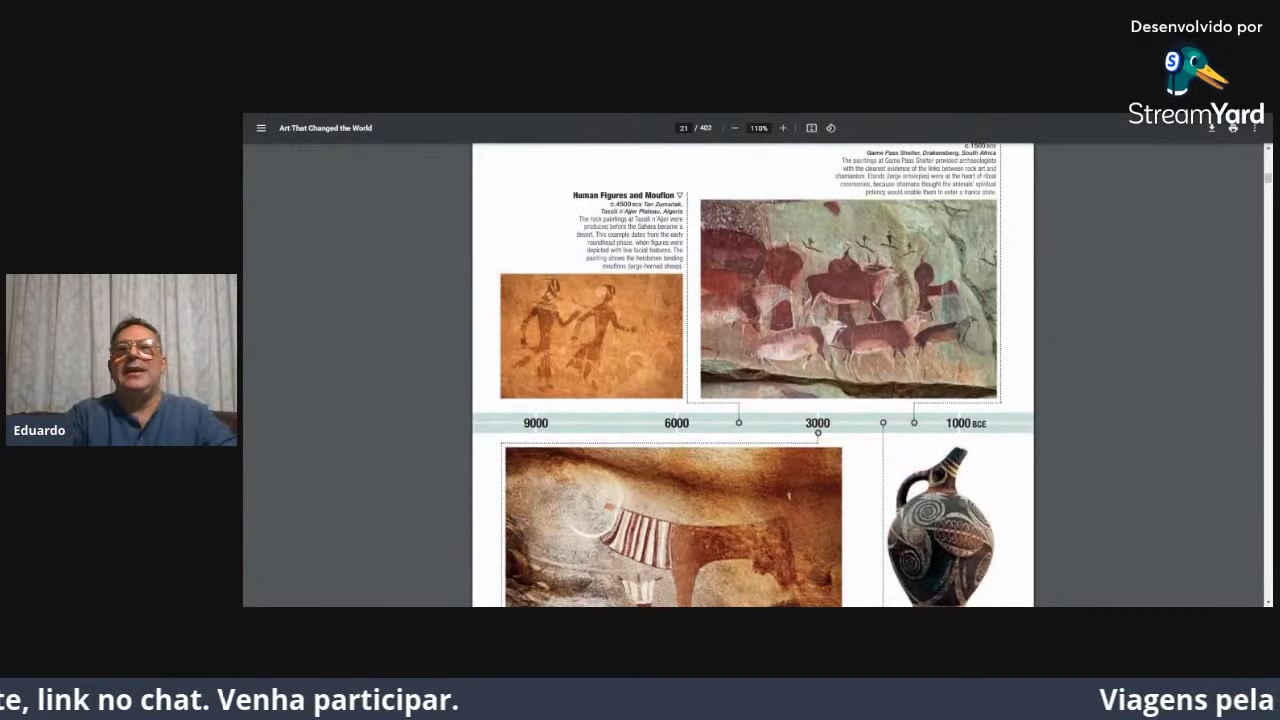 Desenvolvido por
StreamYard
Art That Changed the World
21 / 402
110%
c.1500BCE
Game Pass Shelter, Drakensberg, South Africa
The paintings at Game Pass Shelter provided archaeologists
with the clearest evidence of the links between rock art and
shamanism. Elands (large antelopes) were at the heart of ritual
ceremonies, because shamans thought the animals' spiritual
potency would enable them to enter a trance state.
Human Figures and Mouflon ▽
c.4500BCE Tan Zumaitak,
Tassili n'Ajer Plateau, Algeria
The rock paintings at Tassili n'Ajer were
produced before the Sahara became a
desert. This example dates from the early
roundhead phase, when figures were
depicted with few facial features. The
painting shows the herdsmen tending
mouflons (large-horned sheep).
9000
6000
3000
1000 BCE
Eduardo
te, link no chat. Venha participar.
Viagens pela